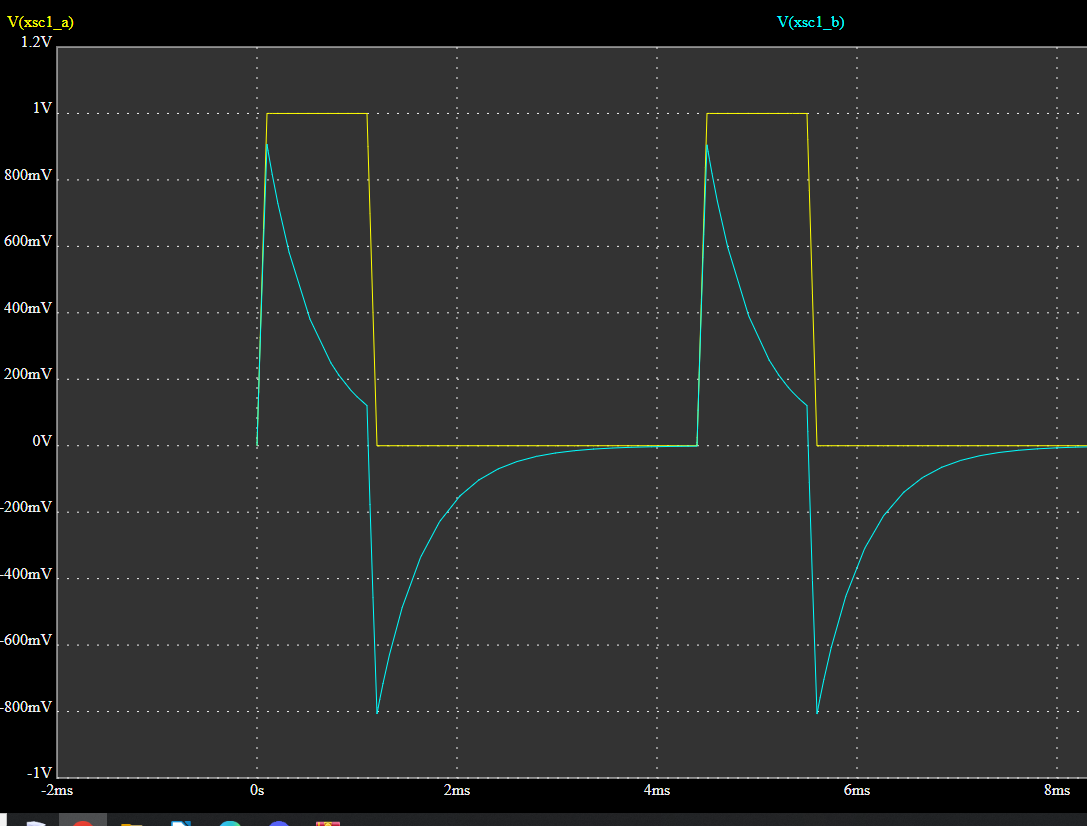 V(xsc1_a) V(xsc1_b)
1.2V
1V
800mV
600mV
400mV
200mV
0V
-200mV
-400mV
-600mV
-800mV
-1V
-2ms 0s 2ms 4ms 6ms 8ms